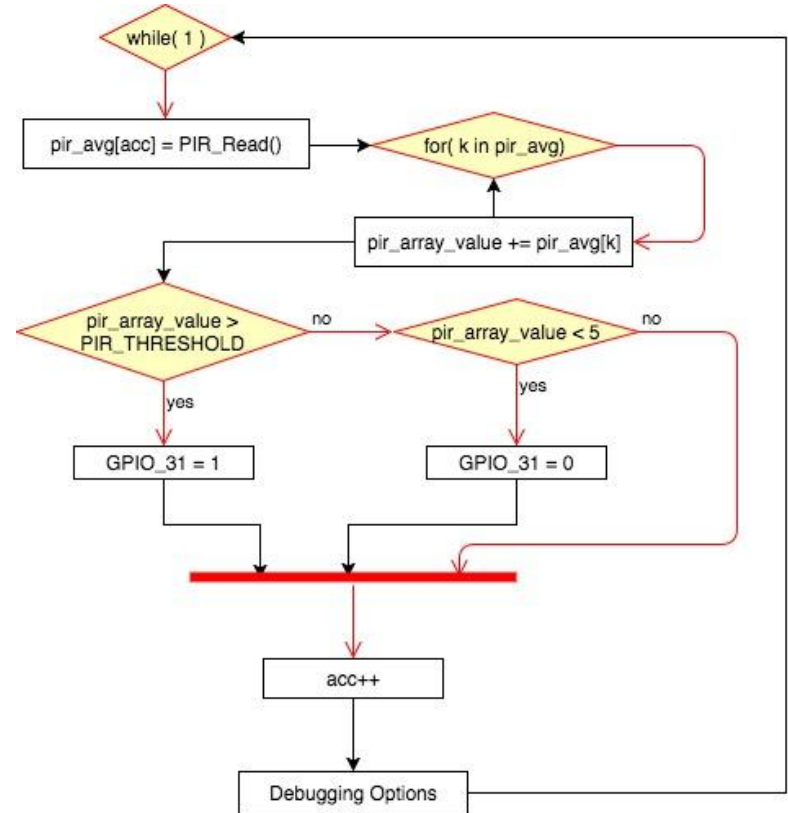 while( 1 )
pir_avg[acc] = PIR_Read()
for( k in pir_avg)
pir_array_value += pir_avg[k]
pir_array_value >
PIR_THRESHOLD
no
pir_array_value < 5
no
yes
yes
GPIO_31 = 1
GPIO_31 = 0
acc++
Debugging Options